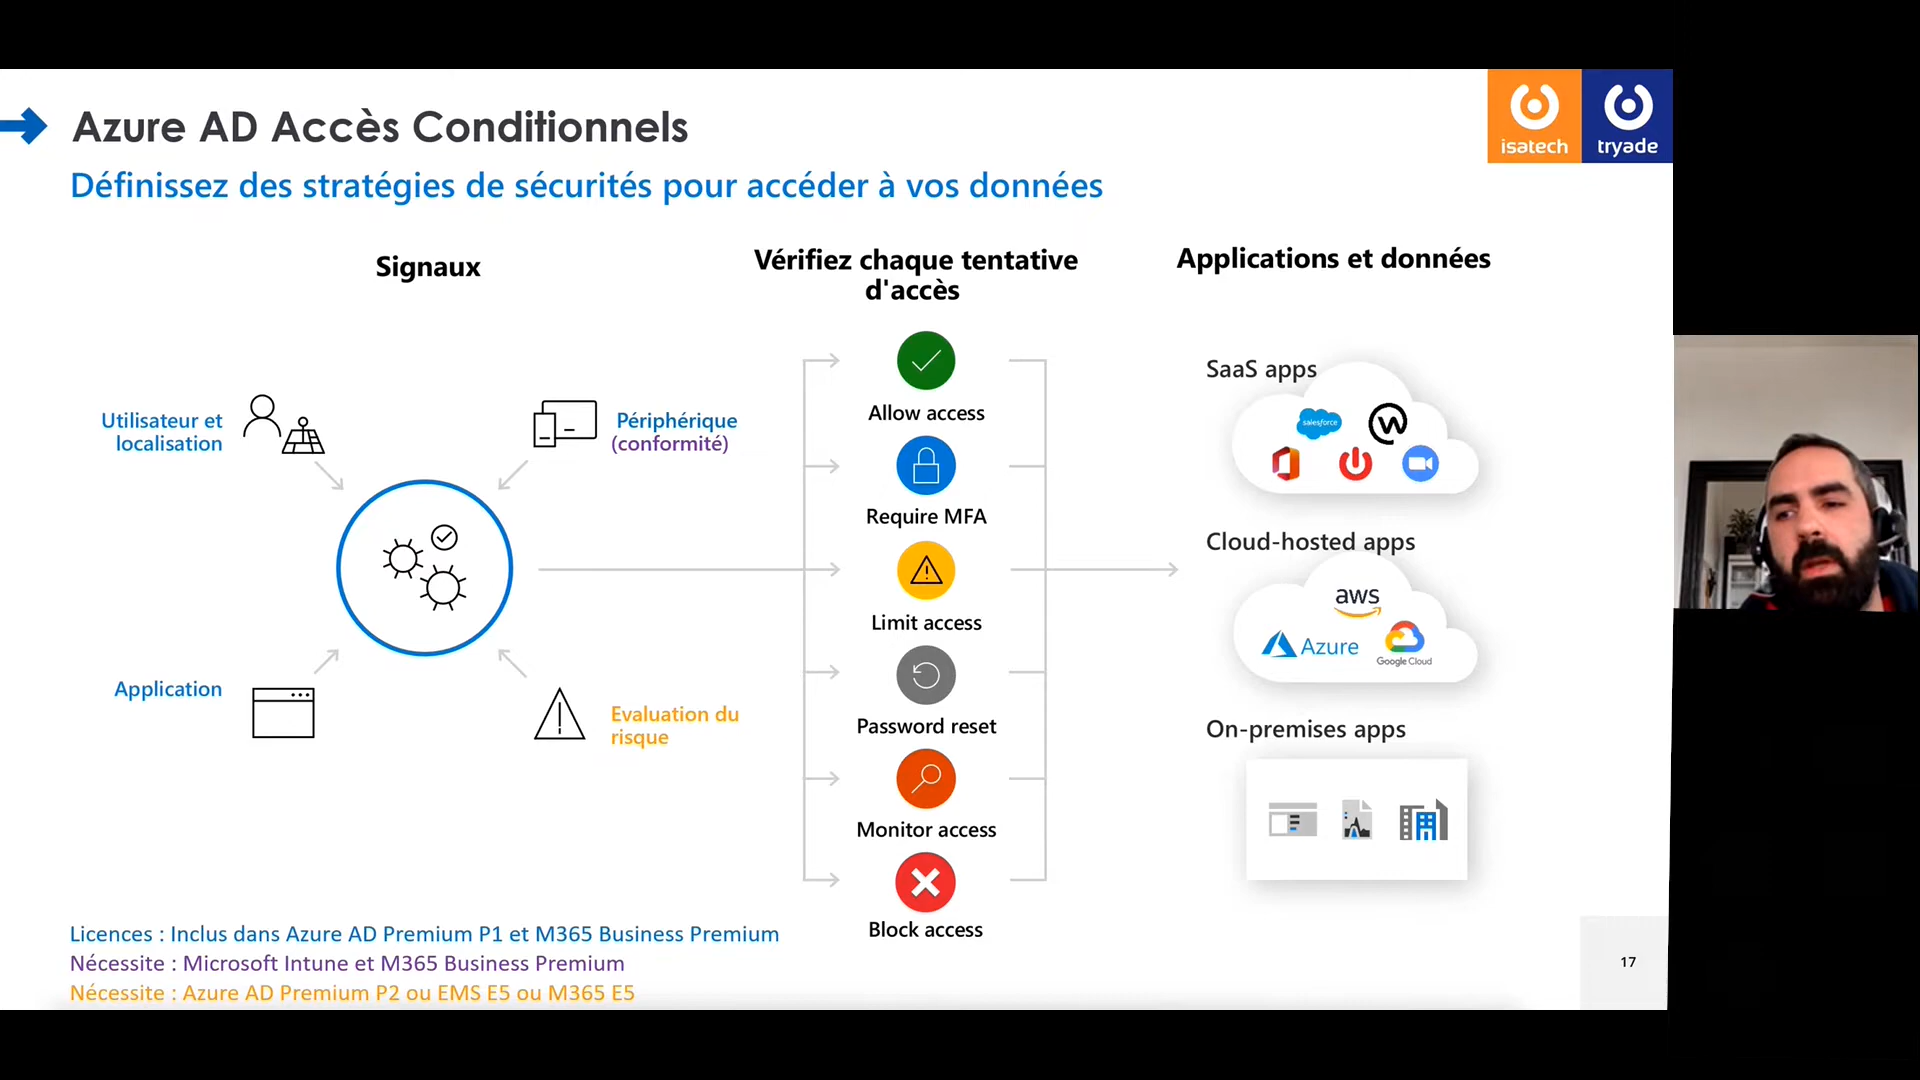 Azure AD Accès Conditionnels
isatech
tryade
Définissez des stratégies de sécurités pour accéder à vos données
Signaux
Vérifiez chaque tentative
d'accès
Applications et données
Utilisateur et
localisation
Périphérique
(conformité)
Application
Evaluation du
risque
Allow access
Require MFA
Limit access
Password reset
Monitor access
Block access
SaaS apps
salesforce
W
Cloud-hosted apps
aws
Azure
Google Cloud
On-premises apps
Licences : Inclus dans Azure AD Premium P1 et M365 Business Premium
Nécessite : Microsoft Intune et M365 Business Premium
Nécessite : Azure AD Premium P2 ou EMS E5 ou M365 E5
17